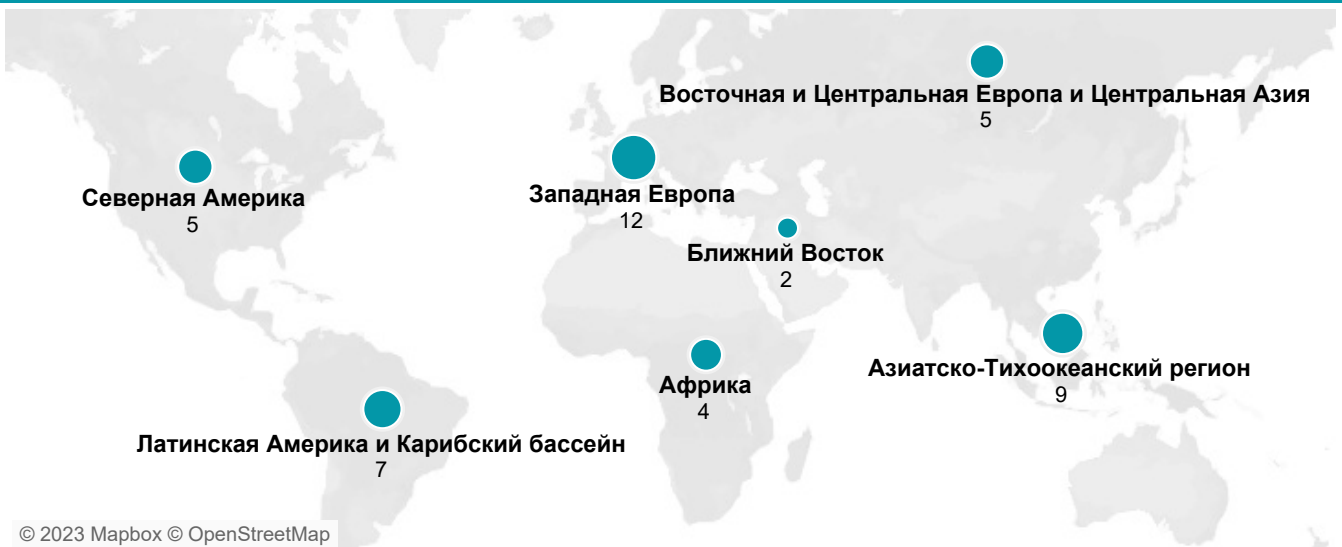 Восточная и Центральная Европа и Центральная Азия
5
Северная Америка
5
Западная Европа
12
Ближний Восток
2
Азиатско-Тихоокеанский регион
9
Африка
4
Латинская Америка и Карибский бассейн
7
© 2023 Mapbox © OpenStreetMap